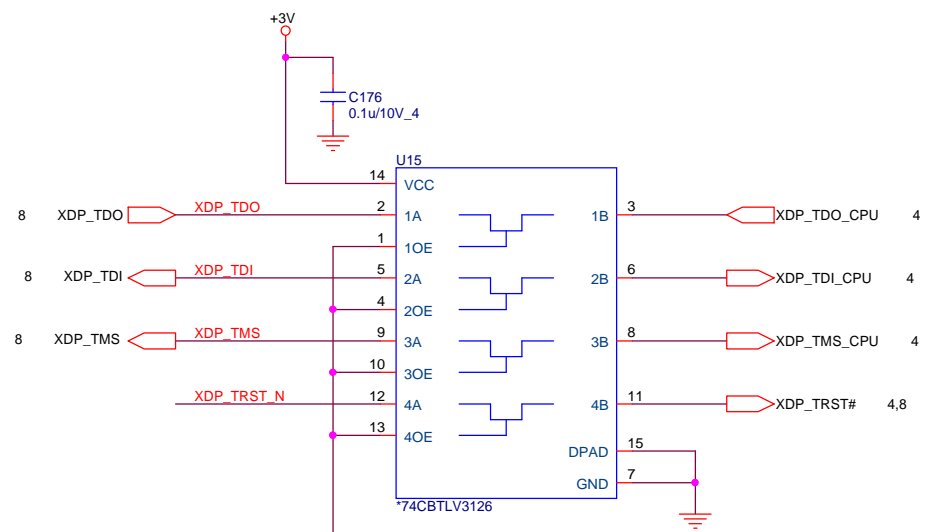 +3V
C176
0.1u/10V_4
U15
14 VCC
8 XDP_TDO XDP_TDO 2 1A 1B 3 XDP_TDO_CPU 4
1 1OE
8 XDP_TDI XDP_TDI 5 2A 2B 6 XDP_TDI_CPU 4
4 2OE
8 XDP_TMS XDP_TMS 9 3A 3B 8 XDP_TMS_CPU 4
10 3OE
XDP_TRST_N 12 4A 4B 11 XDP_TRST# 4,8
13 4OE
DPAD 15
GND 7
*74CBTLV3126